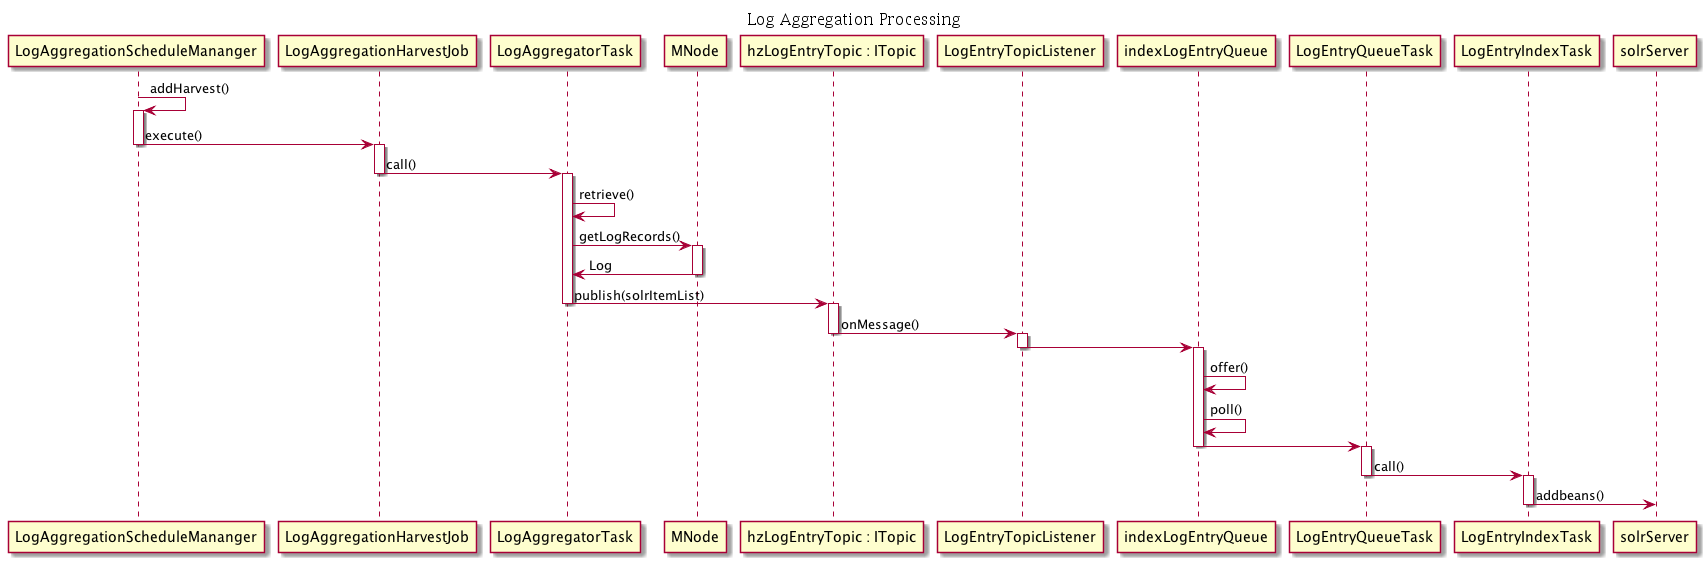 Log Aggregation Processing
LogAggregationScheduleMananger LogAggregationHarvestJob LogAggregatorTask MNode hzLogEntryTopic : ITopic LogEntryTopicListener indexLogEntryQueue LogEntryQueueTask LogEntryIndexTask solrServer
addHarvest()
execute()
call()
retrieve()
getLogRecords()
Log
publish(solrItemList)
onMessage()
offer()
poll()
call()
addbeans()
LogAggregationScheduleMananger LogAggregationHarvestJob LogAggregatorTask MNode hzLogEntryTopic : ITopic LogEntryTopicListener indexLogEntryQueue LogEntryQueueTask LogEntryIndexTask solrServer